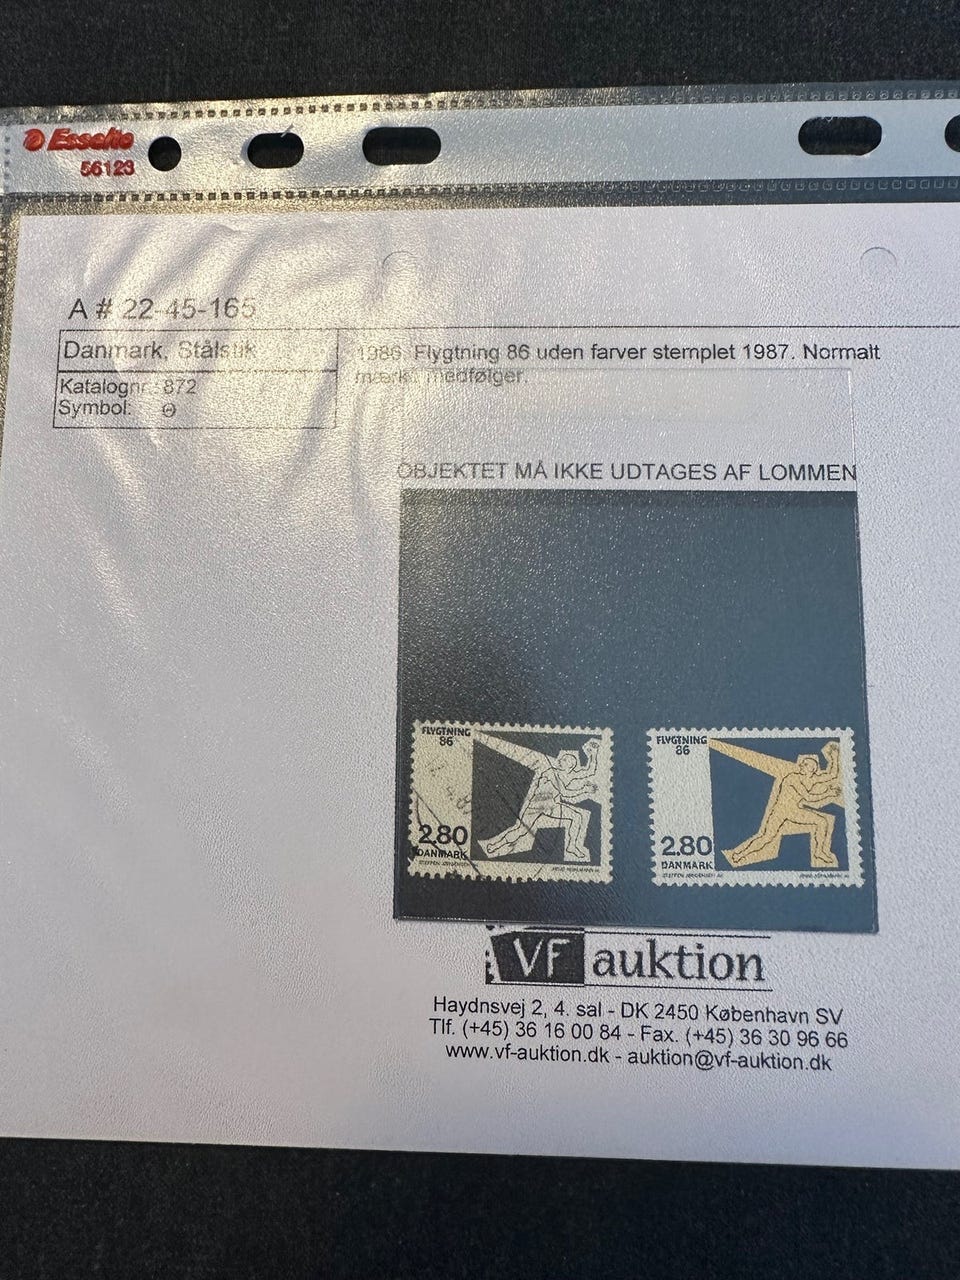 Esselte
56123
A # 22-45-165
Danmark, Stålstik
1986. Flygtning 86 uden farver stemplet 1987. Normalt
mærke medfølger.
Katalognr.: 872
Symbol: ʘ
OBJEKTET MÅ IKKE UDTAGES AF LOMMEN
FLYGTNING
86
2.80
DANMARK
FLYGTNING
86
2.80
DANMARK
VF auktion
Haydnsvej 2, 4. sal - DK 2450 København SV
Tlf. (+45) 36 16 00 84 - Fax. (+45) 36 30 96 66
www.vf-auktion.dk - auktion@vf-auktion.dk